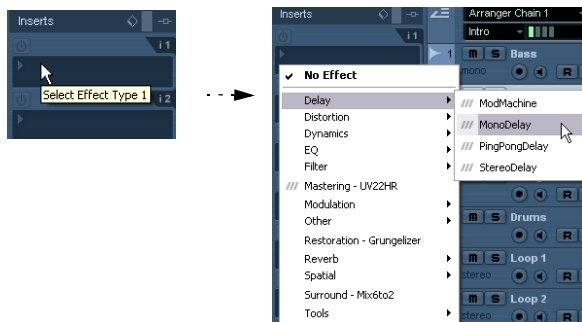 Inserts
i 1
Select Effect Type 1
i 2
Inserts
i 1
✓ No Effect
Delay
Distortion
Dynamics
EQ
Filter
/// Mastering - UV22HR
Modulation
Other
Restoration - Grungelizer
Reverb
Spatial
Surround - Mix6to2
Tools
/// ModMachine
/// MonoDelay
/// PingPongDelay
/// StereoDelay
Arranger Chain 1
Intro
1 m S Bass
mono R
R
m S Drums
R
m S Loop 1
stereo R
m S Loop 2
stereo R